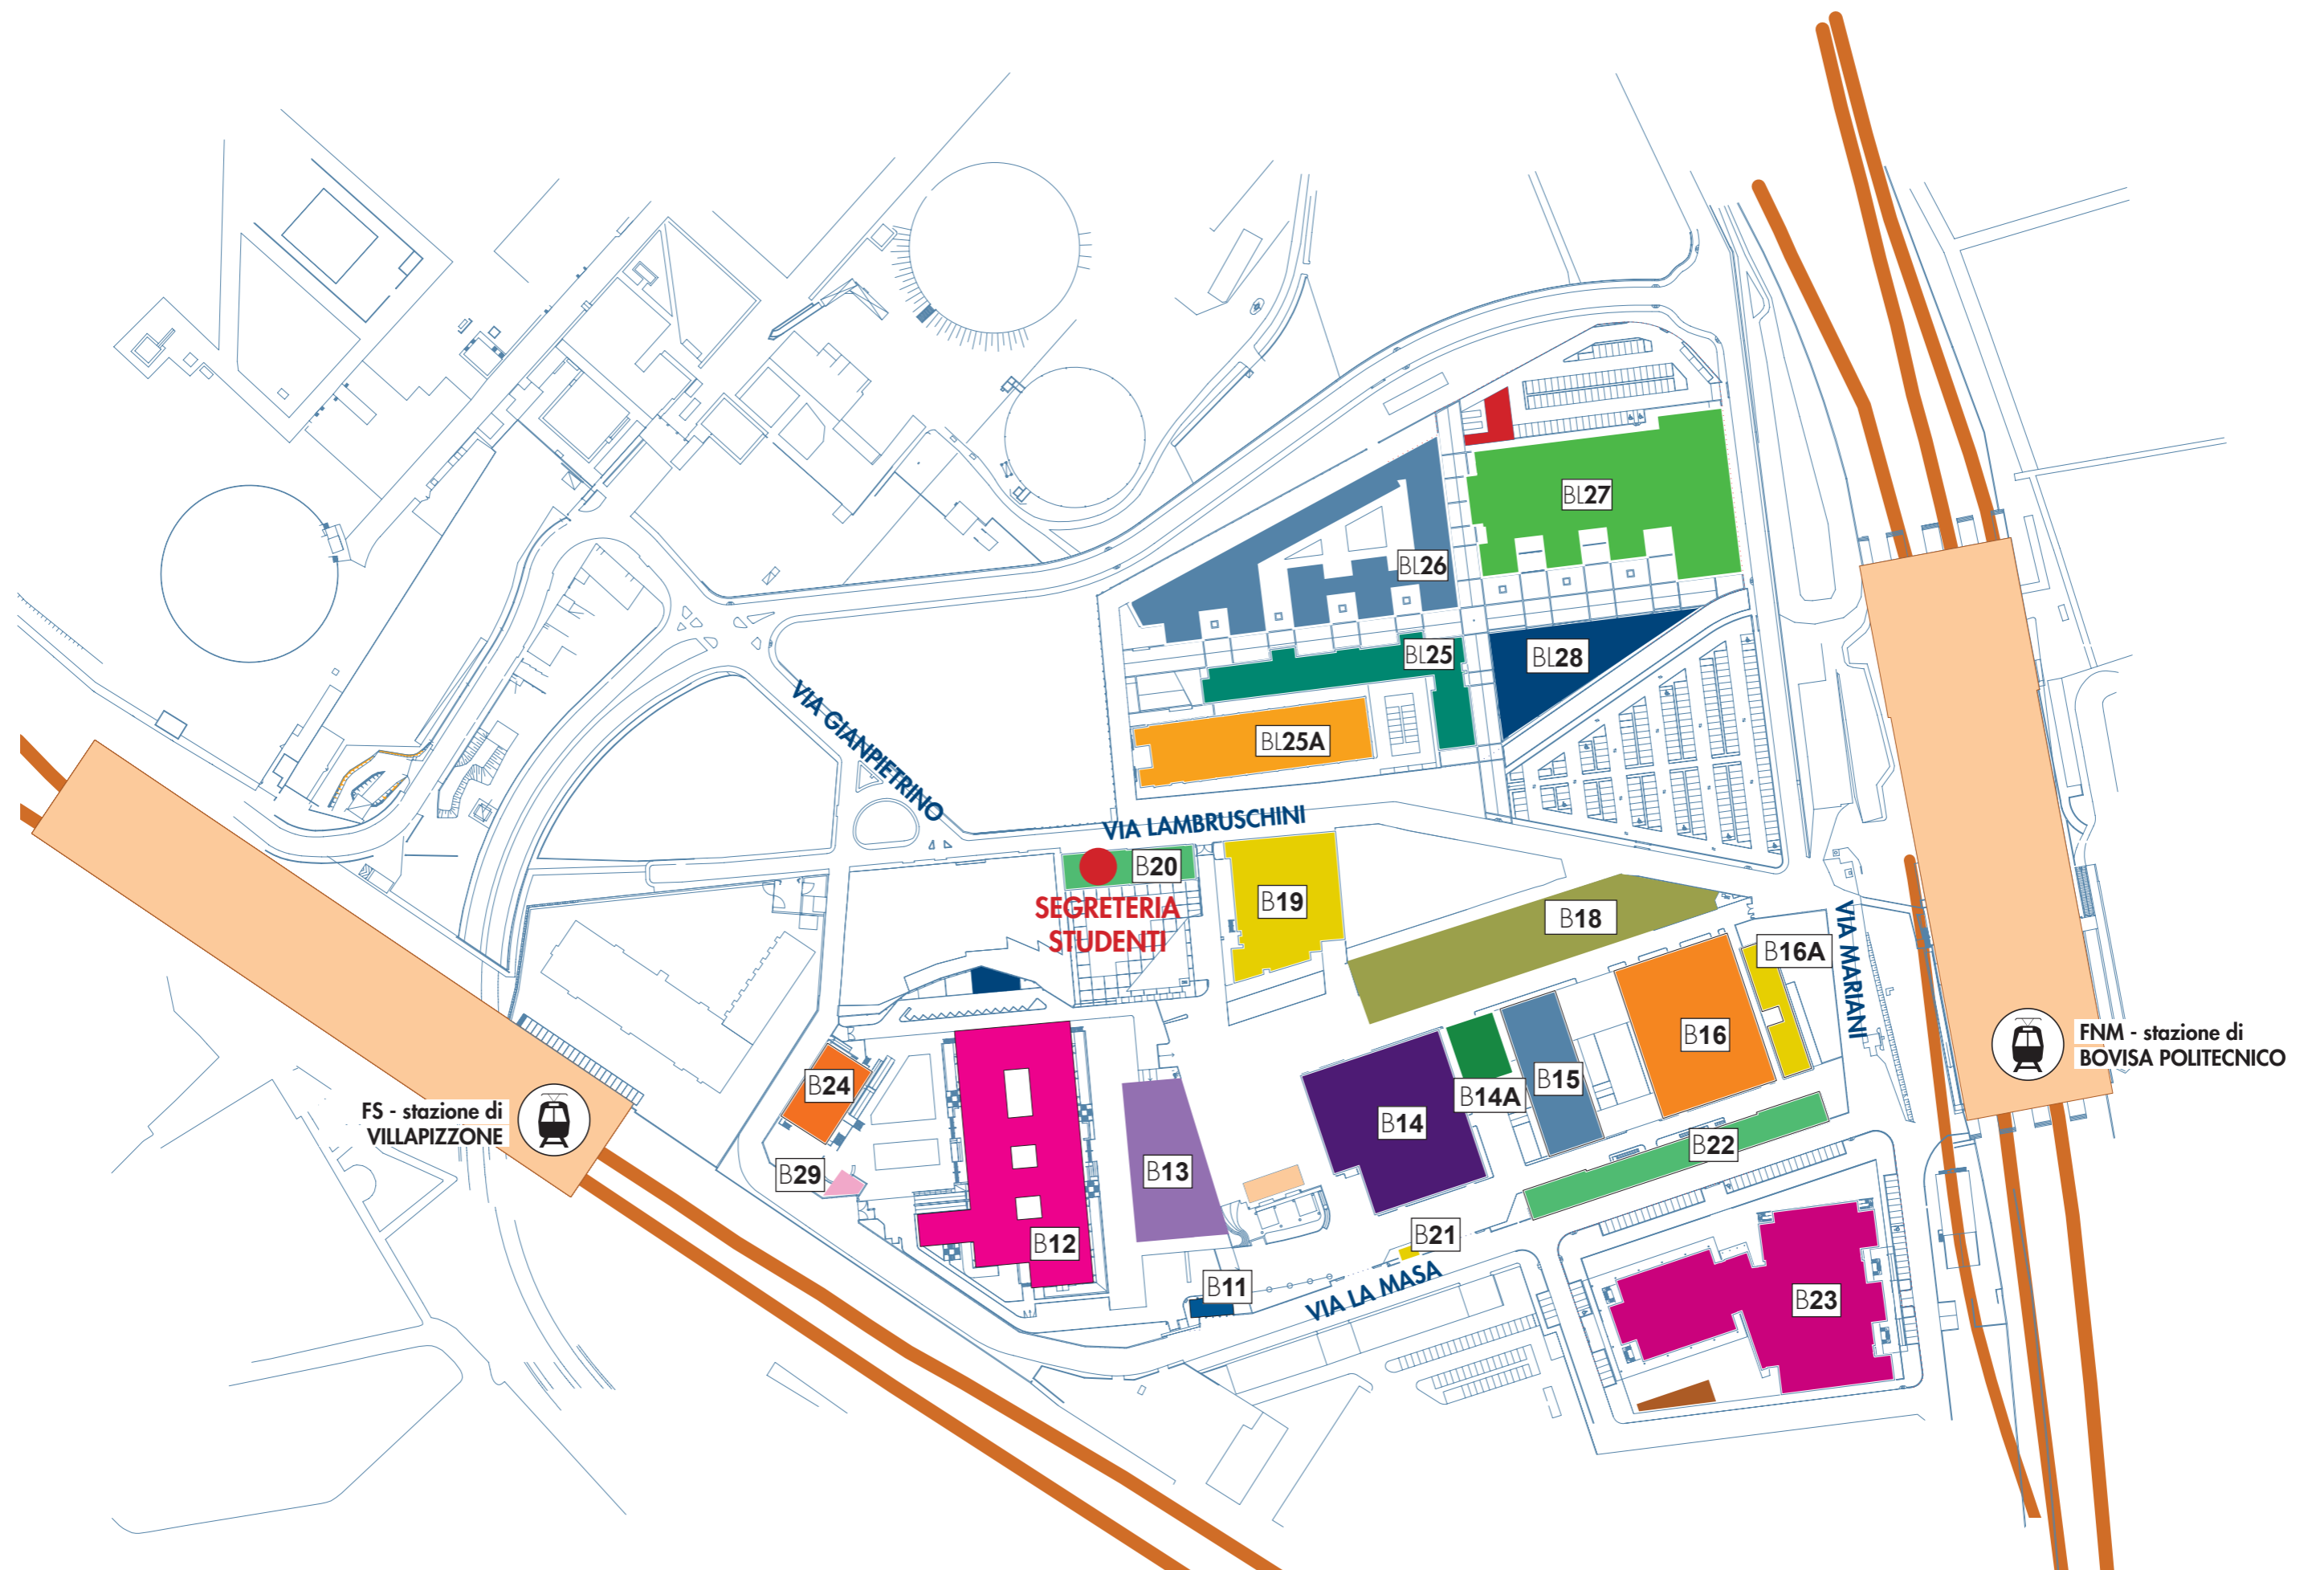 BL27
BL26
BL25
BL28
VIA GIANPIETRINO
BL25A
VIA LAMBRUSCHINI
B20
SEGRETERIA
STUDENTI
B19
B18
B16A
VIA MARIANI
B16
FNM - stazione di
BOVISA POLITECNICO
B24
B15
B14A
FS - stazione di
VILLAPIZZONE
B14
B22
B29
B13
B12
B21
B11
VIA LA MASA
B23